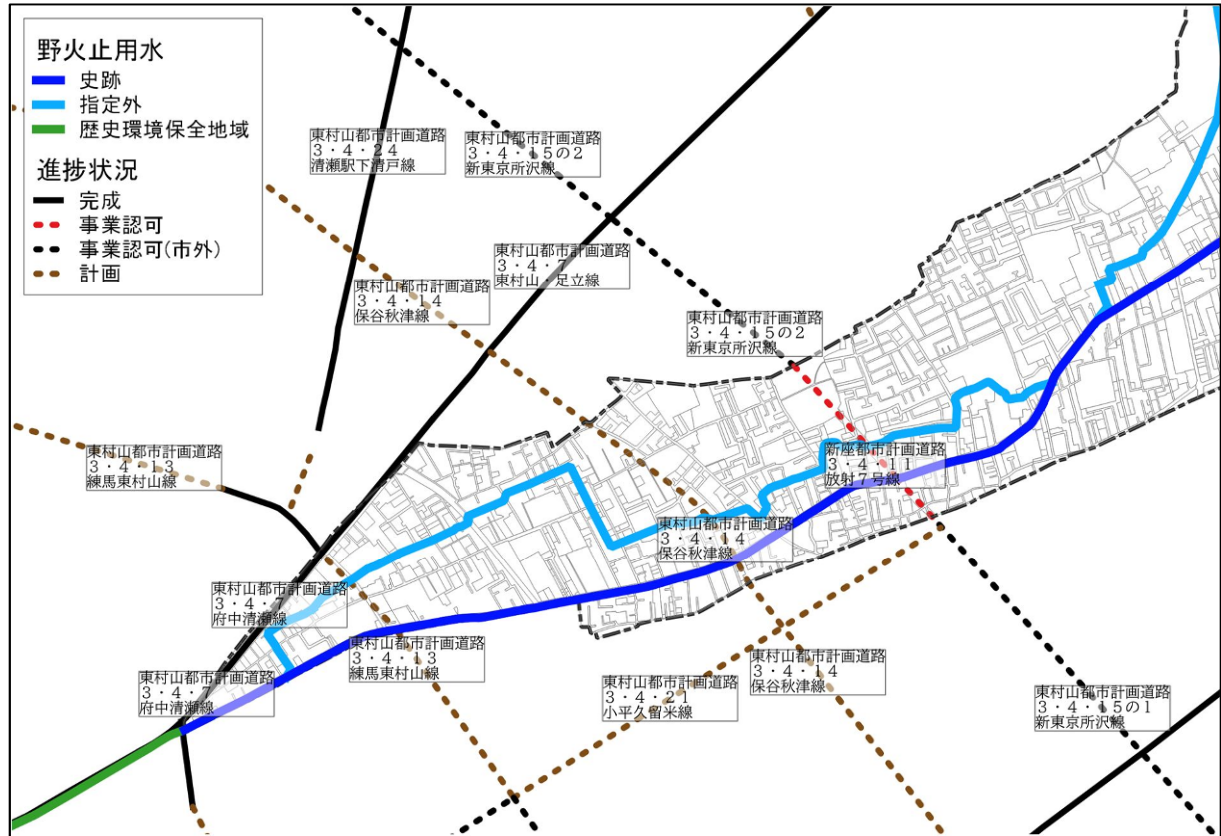 野火止用水
史跡
指定外
歴史環境保全地域
進捗状況
完成
事業認可
事業認可(市外)
計画
東村山都市計画道路
３・４・２４
清瀬駅下清戸線
東村山都市計画道路
３・４・１５の２
新東京所沢線
東村山都市計画道路
３・４・７
東村山・足立線
東村山都市計画道路
３・４・１４
保谷秋津線
東村山都市計画道路
３・４・１５の２
新東京所沢線
東村山都市計画道路
３・４・１３
練馬東村山線
新座都市計画道路
３・４・１１
放射７号線
東村山都市計画道路
３・４・１４
保谷秋津線
東村山都市計画道路
３・４・７
府中清瀬線
東村山都市計画道路
３・４・１３
練馬東村山線
東村山都市計画道路
３・４・１４
保谷秋津線
東村山都市計画道路
３・４・７
府中清瀬線
東村山都市計画道路
３・４・２１
小平久留米線
東村山都市計画道路
３・４・１５の１
新東京所沢線